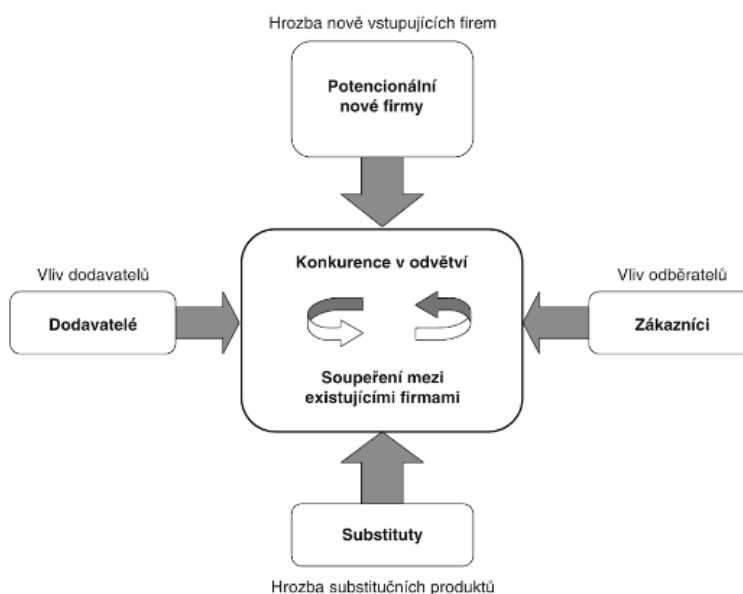 Hrozba nově vstupujících firem
Potencionální
nové firmy
Konkurence v odvětví
Vliv dodavatelů
Dodavatelé
Vliv odběratelů
Zákazníci
Soupeření mezi
existujícími firmami
Substituty
Hrozba substitučních produktů